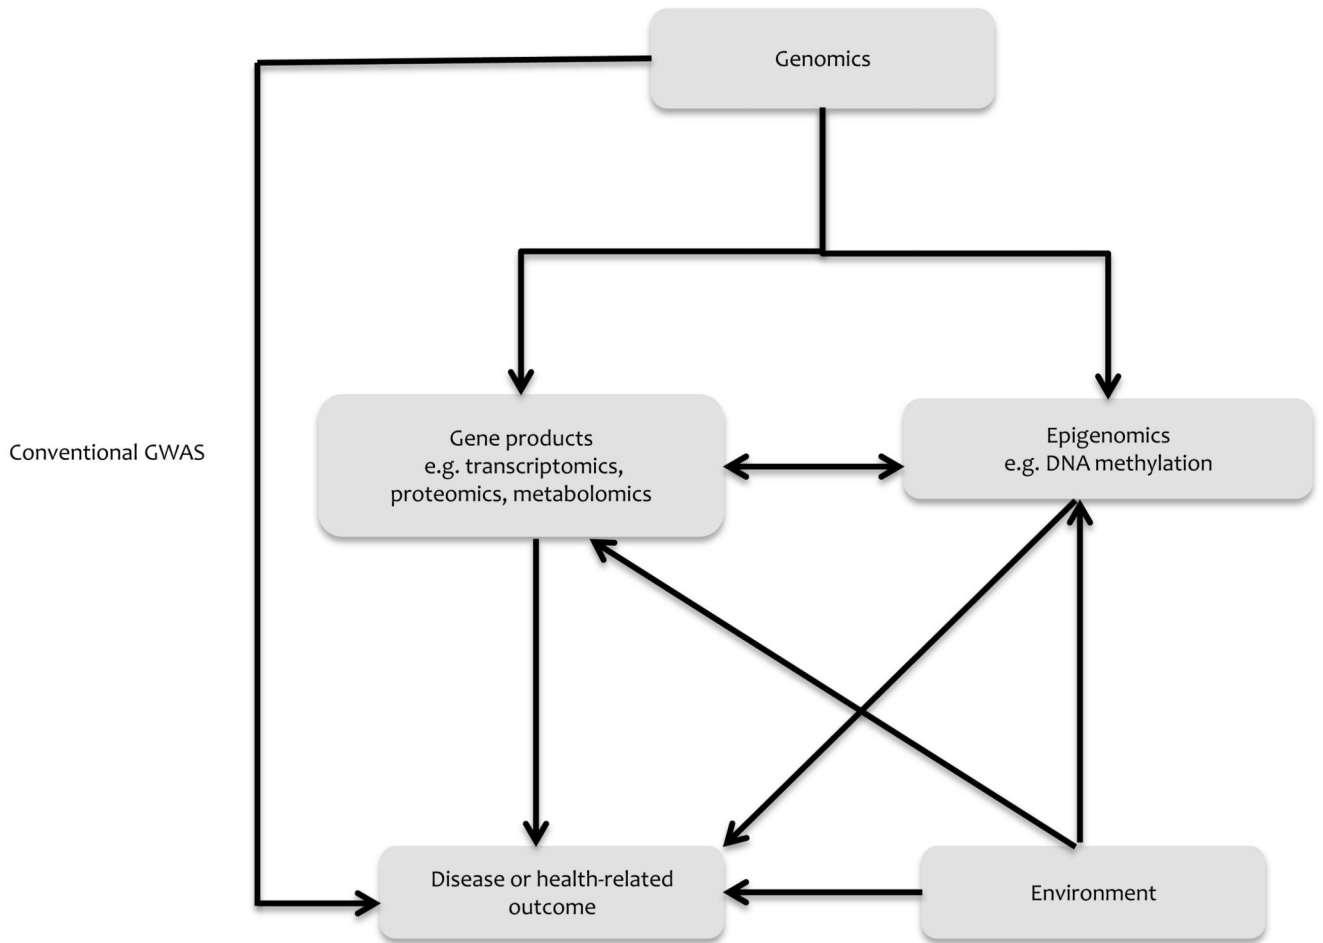 Genomics
Conventional GWAS
Gene products
e.g. transcriptomics,
proteomics, metabolomics
Epigenomics
e.g. DNA methylation
Disease or health-related
outcome
Environment